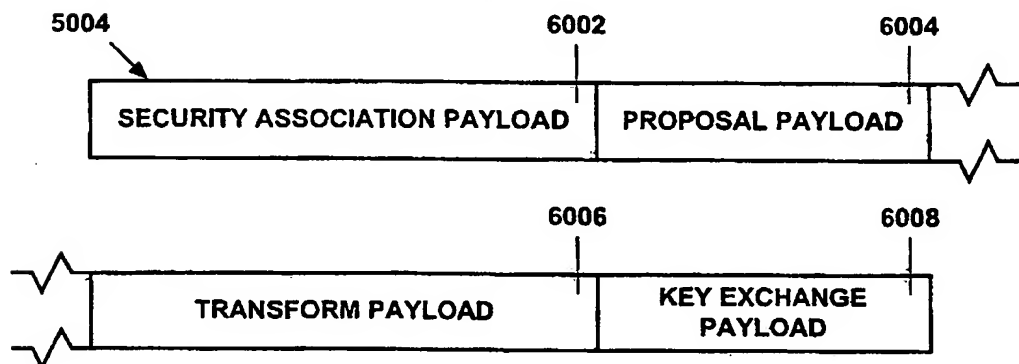 5004 6002 6004
SECURITY ASSOCIATION PAYLOAD PROPOSAL PAYLOAD
6006 6008
TRANSFORM PAYLOAD KEY EXCHANGE
PAYLOAD